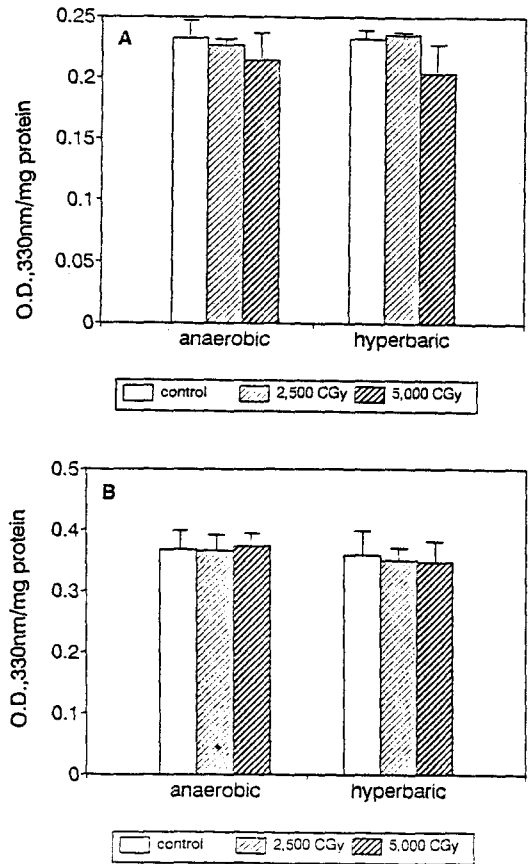 A
O.D.,330nm/mg protein
0.25
0.2
0.15
0.1
0.05
0
anaerobic hyperbaric
control 2,500 CGy 5,000 CGy
B
O.D.,330nm/mg protein
0.5
0.4
0.3
0.2
0.1
0
anaerobic hyperbaric
control 2,500 CGy 5,000 CGy